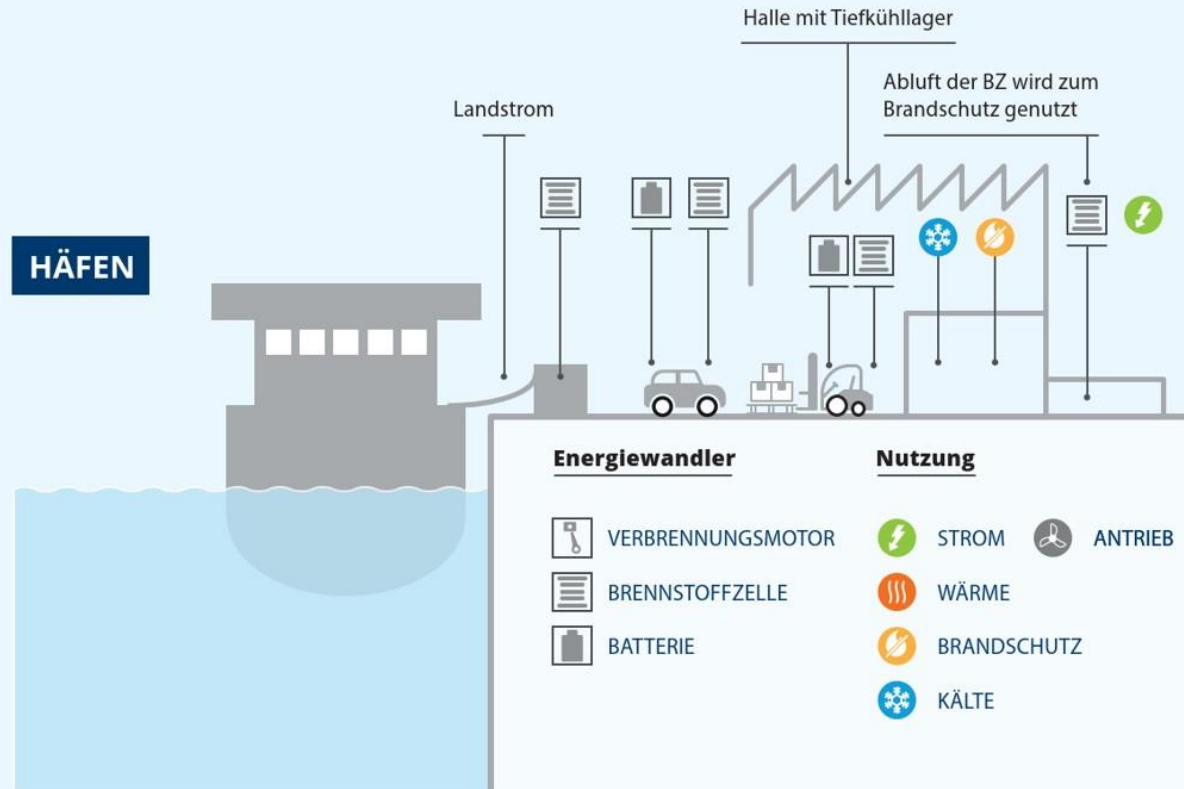 Halle mit Tiefkühllager
Abluft der BZ wird zum
Brandschutz genutzt
Landstrom
HÄFEN
Energiewandler
VERBRENNUNGSMOTOR
BRENNSTOFFZELLE
BATTERIE
Nutzung
STROM
ANTRIEB
WÄRME
BRANDSCHUTZ
KÄLTE